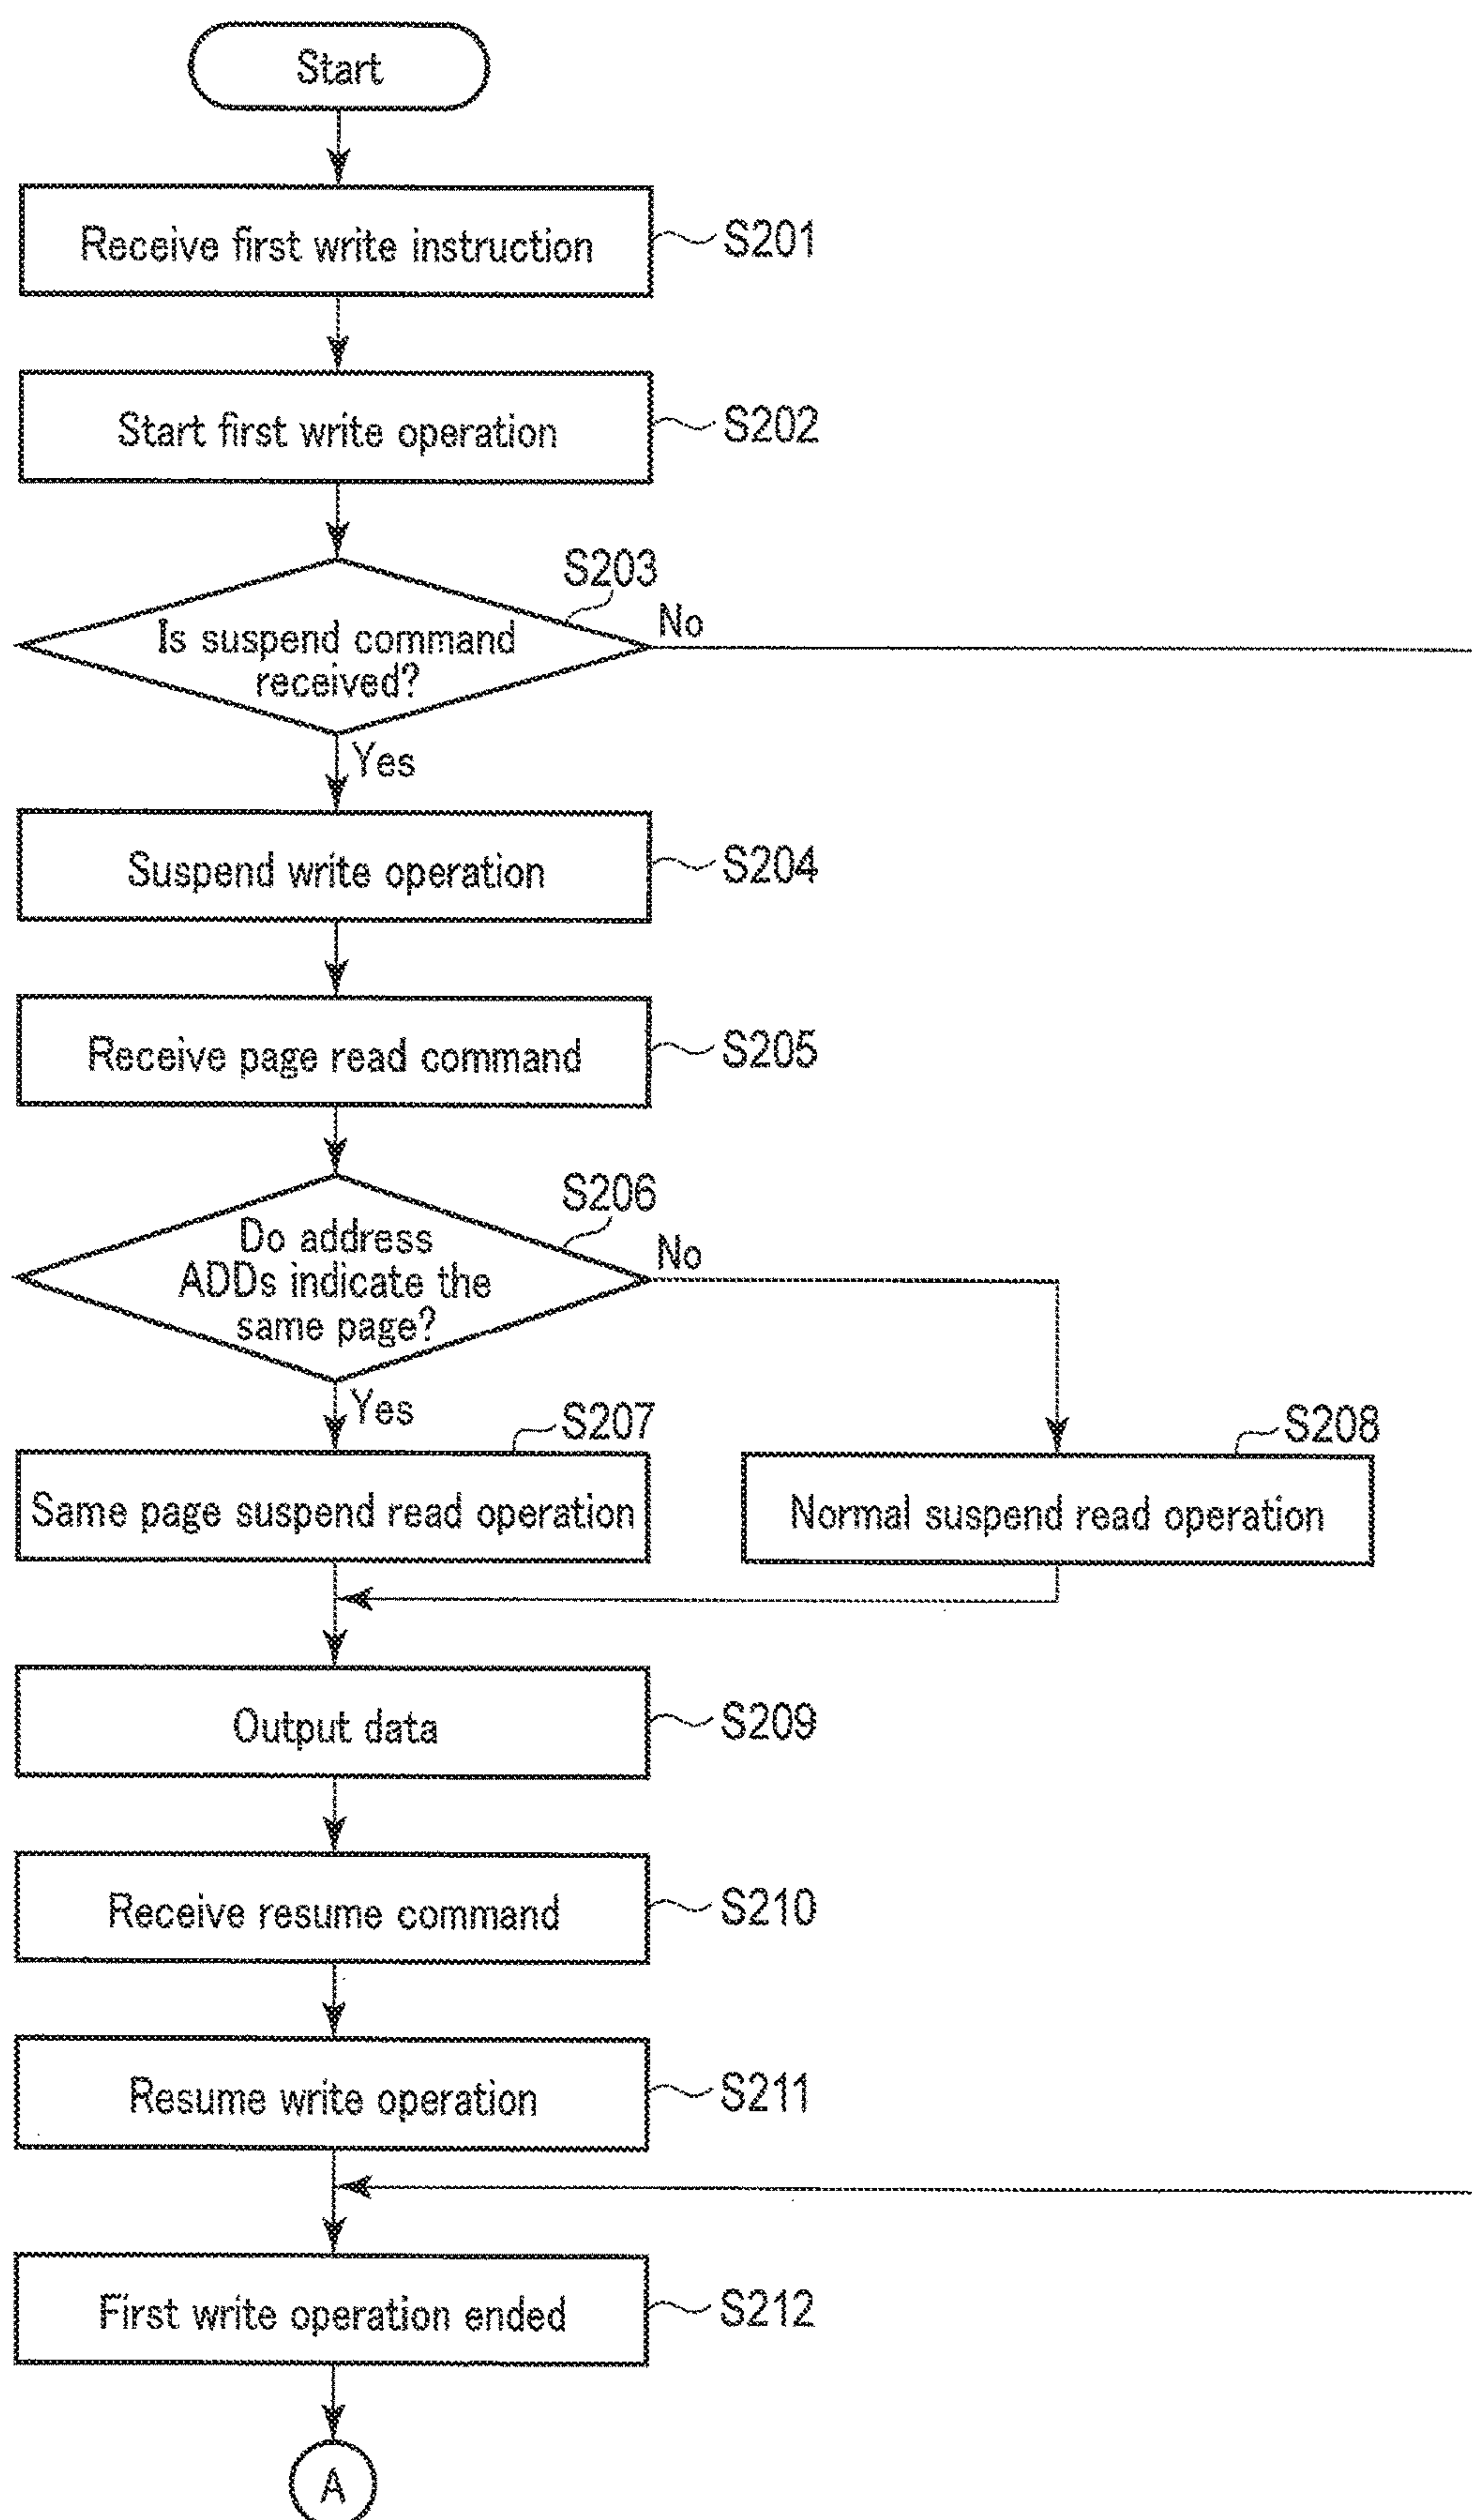 Start
Receive first write instruction
S201
Start first write operation
S202
S203
Is suspend command
received?
No
Yes
Suspend write operation
S204
Receive page read command
S205
S206
Do address
ADDs indicate the
same page?
No
Yes
S207
Same page suspend read operation
S208
Normal suspend read operation
Output data
S209
Receive resume command
S210
Resume write operation
S211
First write operation ended
S212
A